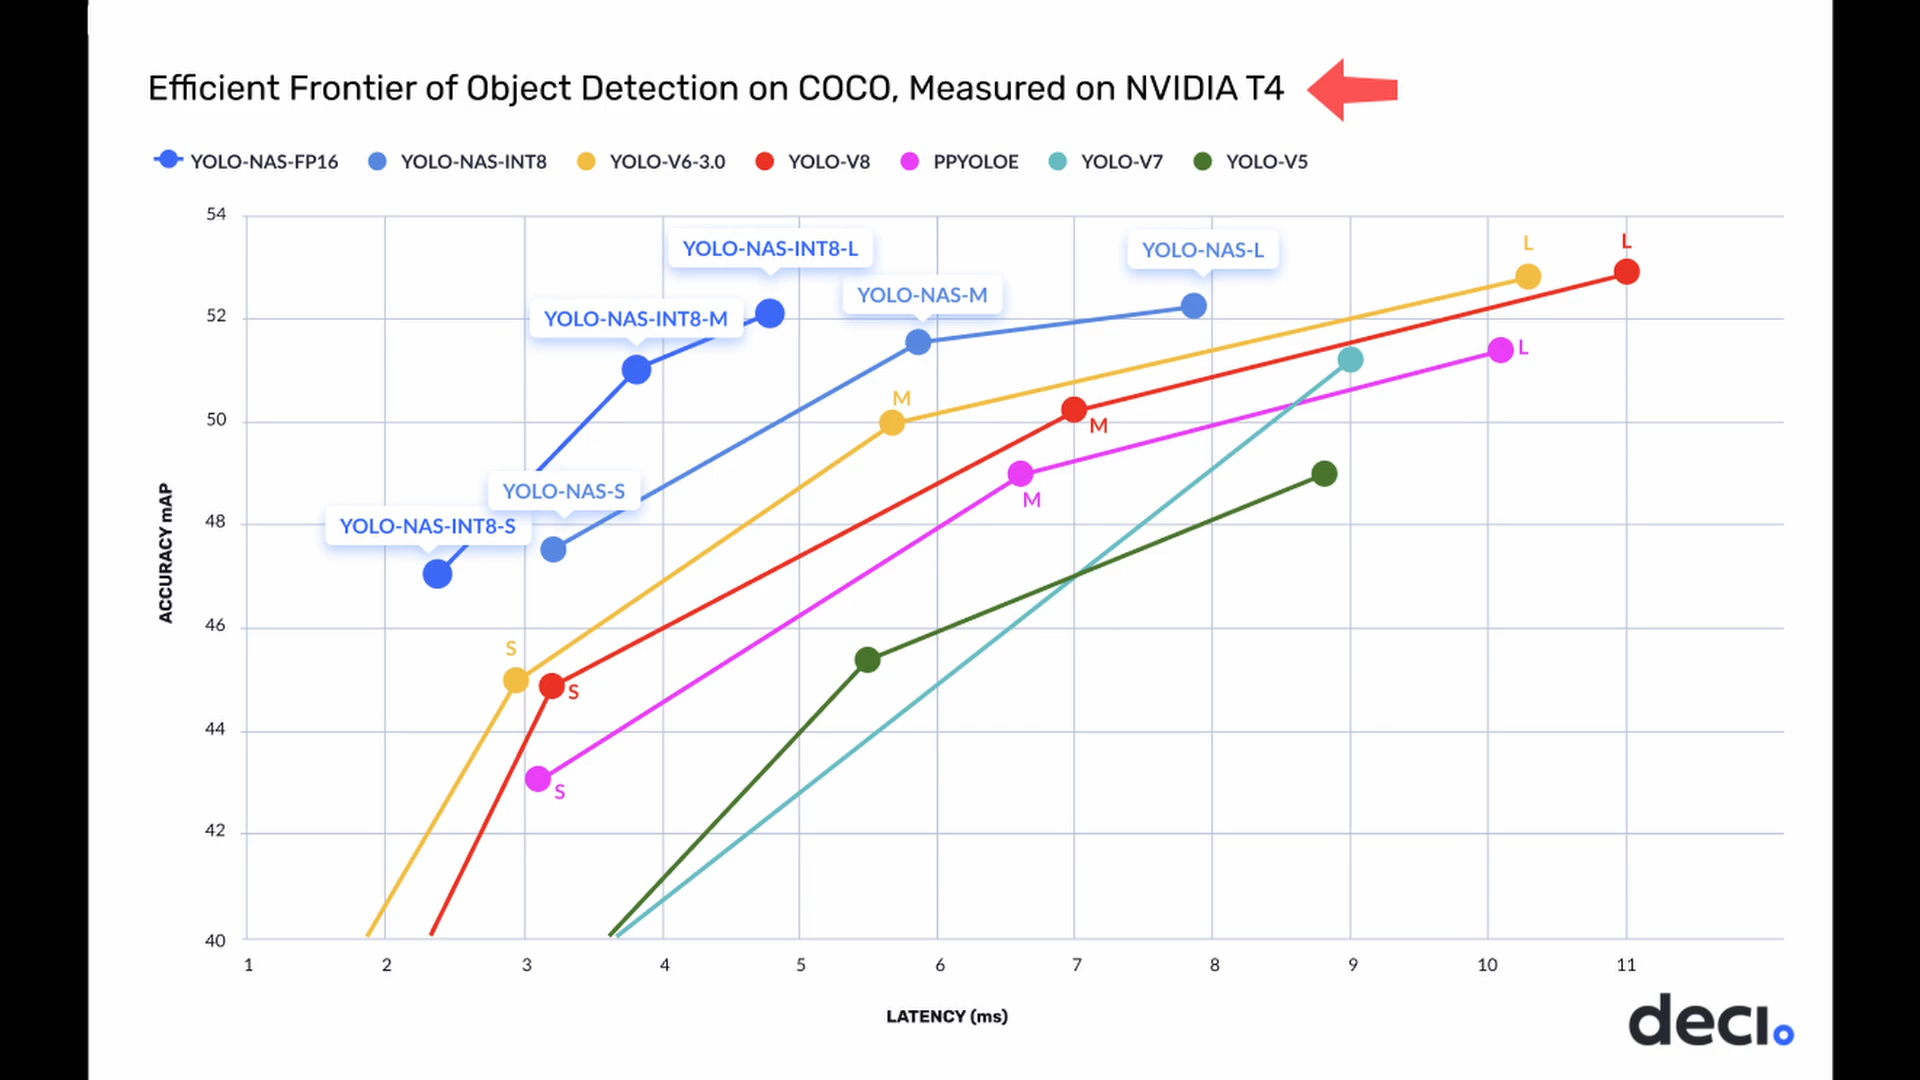 Efficient Frontier of Object Detection on COCO, Measured on NVIDIA T4
YOLO-NAS-FP16 YOLO-NAS-INT8 YOLO-V6-3.0 YOLO-V8 PPYOLOE YOLO-V7 YOLO-V5
54
52
50
48
46
44
42
40
ACCURACY mAP
YOLO-NAS-INT8-L
YOLO-NAS-L
YOLO-NAS-M
YOLO-NAS-INT8-M
YOLO-NAS-S
YOLO-NAS-INT8-S
L
L
L
M
M
M
S
S
S
1 2 3 4 5 6 7 8 9 10 11
LATENCY (ms)
deci.